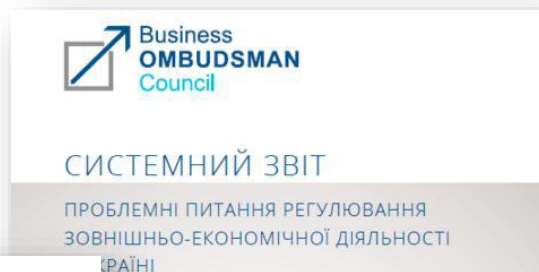 Business
OMBUDSMAN
Council
СИСТЕМНИЙ ЗВІТ
ПРОБЛЕМНІ ПИТАННЯ РЕГУЛЮВАННЯ
ЗОВНІШНЬО-ЕКОНОМІЧНОЇ ДІЯЛЬНОСТІ